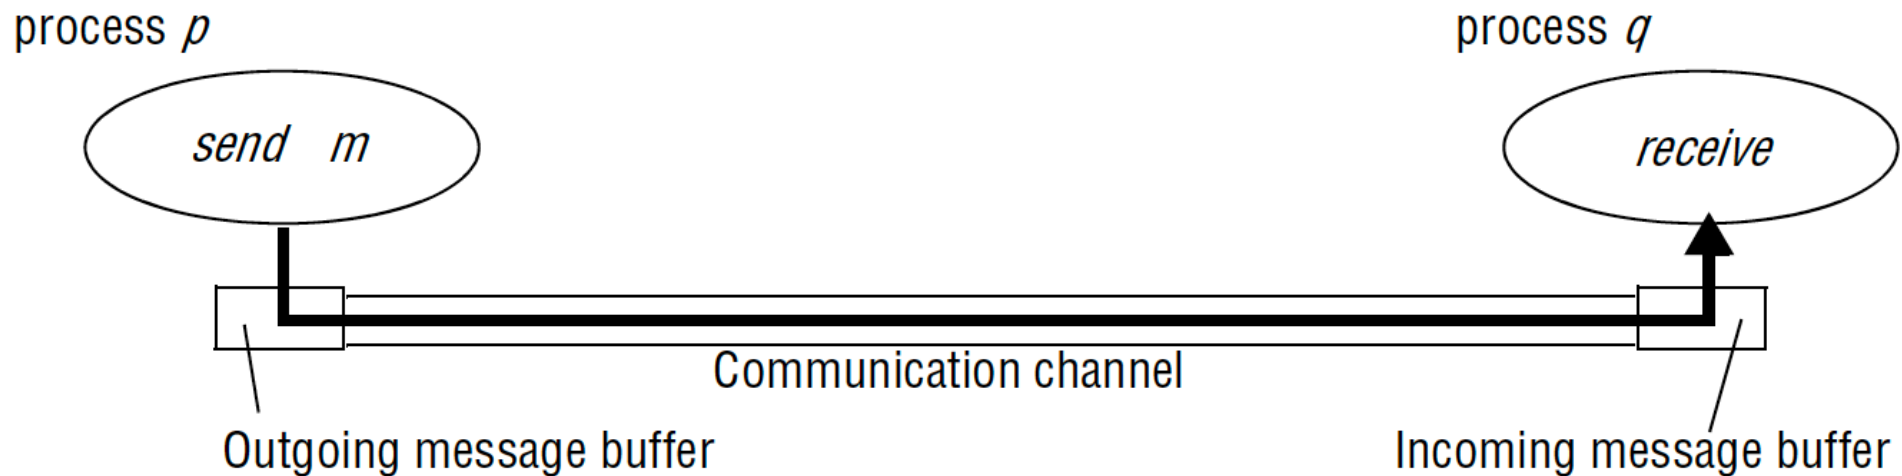 process p
process q
send m
receive
Communication channel
Outgoing message buffer
Incoming message buffer